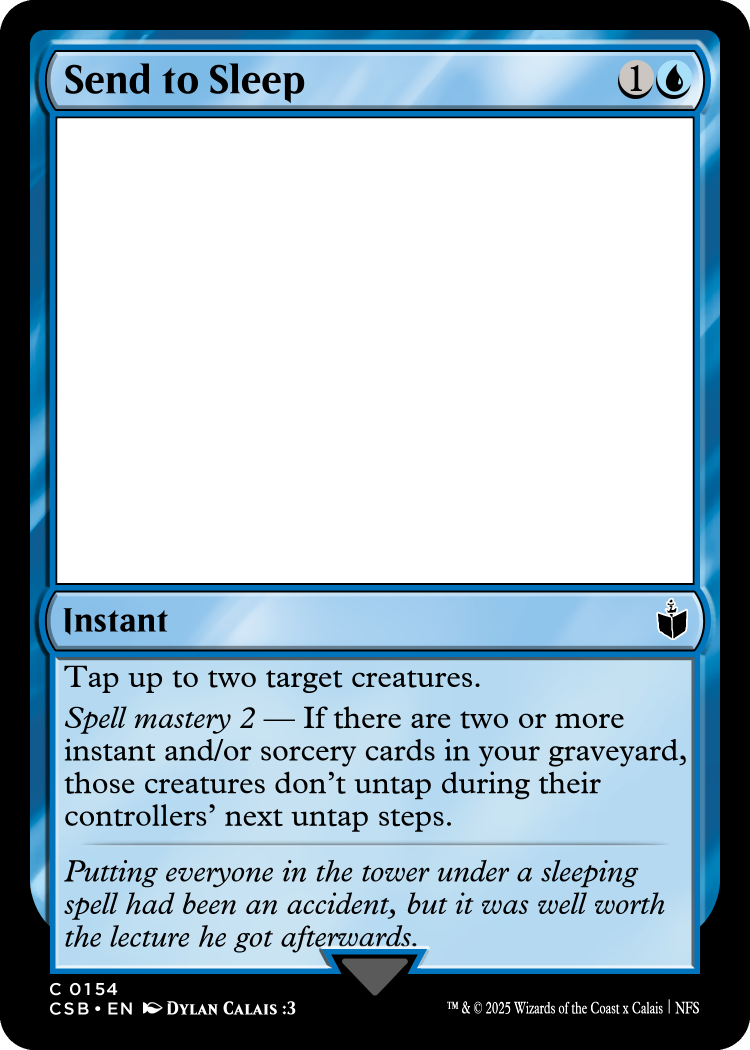 Send to Sleep 1
Instant
Tap up to two target creatures.
Spell mastery 2 — If there are two or more
instant and/or sorcery cards in your graveyard,
those creatures don’t untap during their
controllers’ next untap steps.
Putting everyone in the tower under a sleeping
spell had been an accident, but it was well worth
the lecture he got afterwards.
C 0154
CSB • EN Dylan Calais :3
™ & © 2025 Wizards of the Coast x Calais | NFS